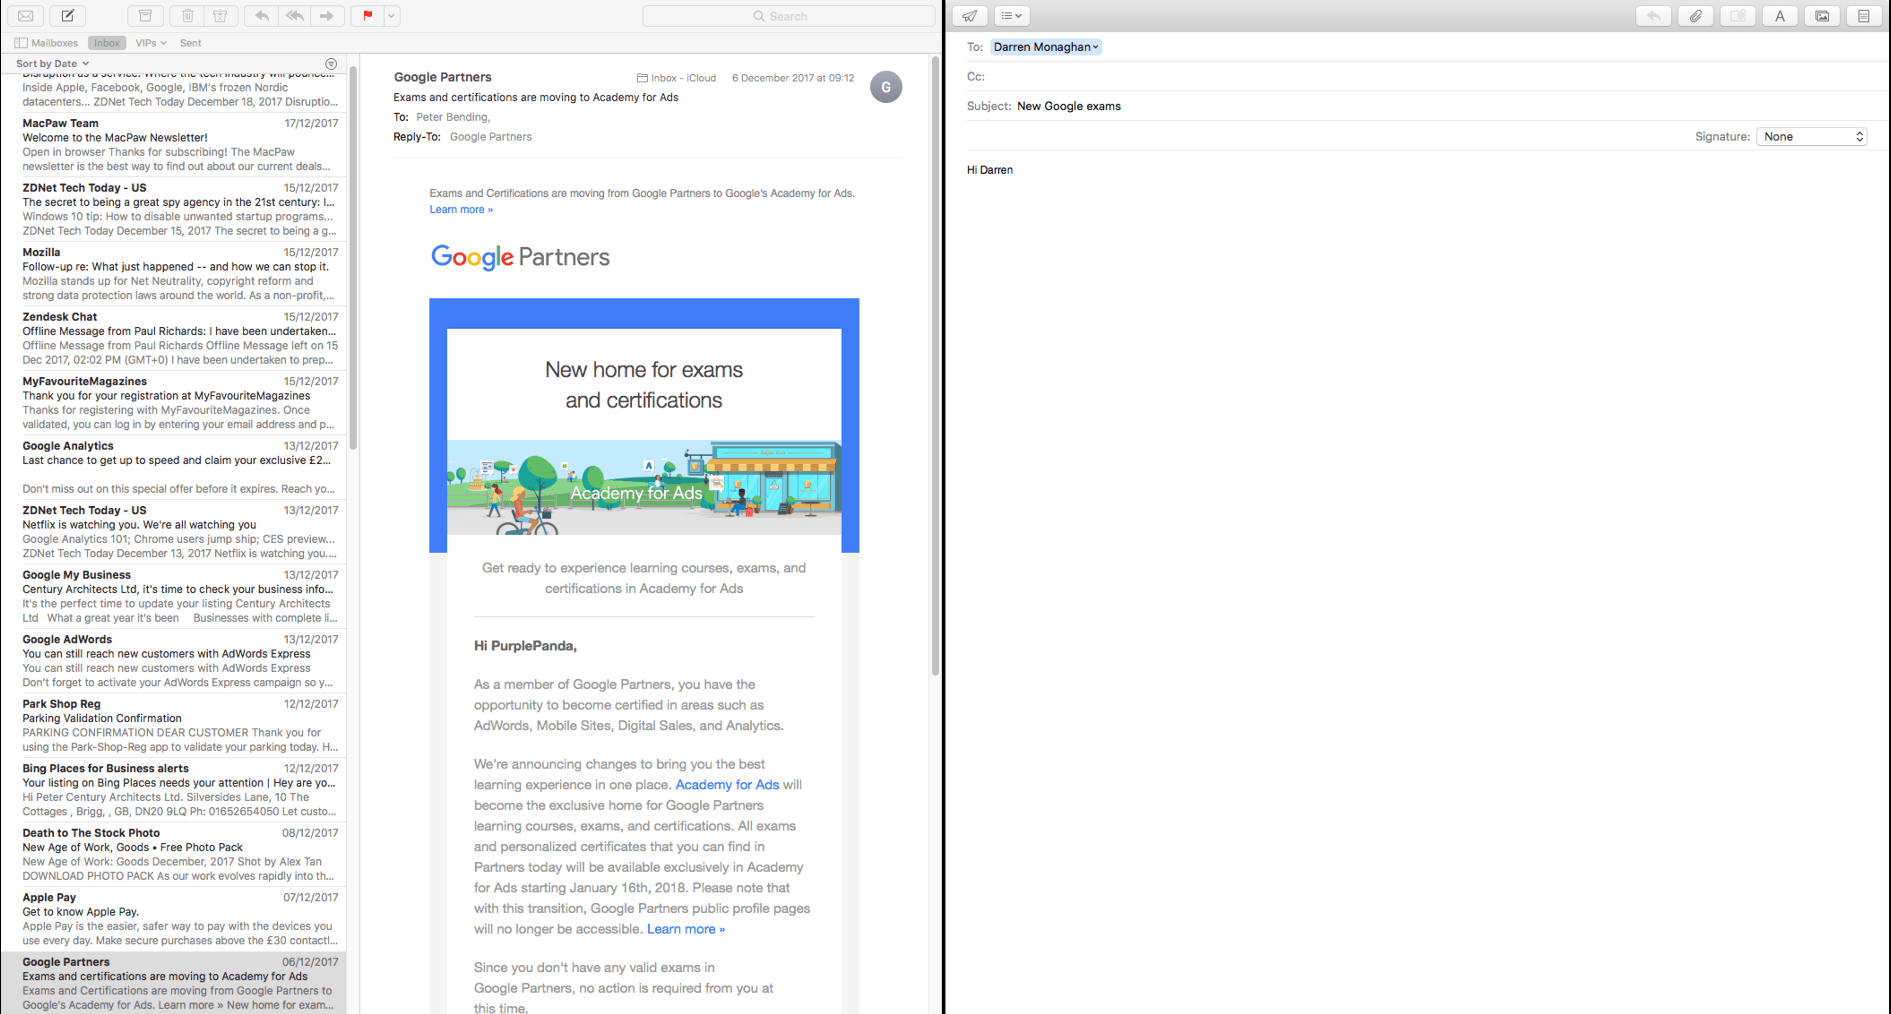 Search
Mailboxes Inbox VIPs Sent
Sort by Date
Disruption as a service: Where the tech industry will pounce...
Inside Apple, Facebook, Google, IBM's frozen Nordic
datacenters... ZDNet Tech Today December 18, 2017 Disruptio...
MacPaw Team 17/12/2017
Welcome to the MacPaw Newsletter!
Open in browser Thanks for subscribing! The MacPaw
newsletter is the best way to find out about our current deals...
ZDNet Tech Today - US 15/12/2017
The secret to being a great spy agency in the 21st century: I...
Windows 10 tip: How to disable unwanted startup programs...
ZDNet Tech Today December 15, 2017 The secret to being a g...
Mozilla 15/12/2017
Follow-up re: What just happened -- and how we can stop it.
Mozilla stands up for Net Neutrality, copyright reform and
strong data protection laws around the world. As a non-profit,...
Zendesk Chat 15/12/2017
Offline Message from Paul Richards: I have been undertaken...
Offline Message from Paul Richards Offline Message left on 15
Dec 2017, 02:02 PM (GMT+0) I have been undertaken to prep...
MyFavouriteMagazines 15/12/2017
Thank you for your registration at MyFavouriteMagazines
Thanks for registering with MyFavouriteMagazines. Once
validated, you can log in by entering your email address and p...
Google Analytics 13/12/2017
Last chance to get up to speed and claim your exclusive £2...
Don't miss out on this special offer before it expires. Reach yo...
ZDNet Tech Today - US 13/12/2017
Netflix is watching you. We're all watching you
Google Analytics 101; Chrome users jump ship; CES preview...
ZDNet Tech Today December 13, 2017 Netflix is watching you....
Google My Business 13/12/2017
Century Architects Ltd, it's time to check your business info...
It's the perfect time to update your listing Century Architects
Ltd What a great year it's been Businesses with complete li...
Google AdWords 13/12/2017
You can still reach new customers with AdWords Express
You can still reach new customers with AdWords Express
Don't forget to activate your AdWords Express campaign so y...
Park Shop Reg 12/12/2017
Parking Validation Confirmation
PARKING CONFIRMATION DEAR CUSTOMER Thank you for
using the Park-Shop-Reg app to validate your parking today. H...
Bing Places for Business alerts 12/12/2017
Your listing on Bing Places needs your attention | Hey are yo...
Hi Peter Century Architects Ltd. Silversides Lane, 10 The
Cottages , Brigg, , GB, DN20 9LQ Ph: 01652654050 Let custo...
Death to The Stock Photo 08/12/2017
New Age of Work, Goods • Free Photo Pack
New Age of Work: Goods December, 2017 Shot by Alex Tan
DOWNLOAD PHOTO PACK As our work evolves rapidly into th...
Apple Pay 07/12/2017
Get to know Apple Pay.
Apple Pay is the easier, safer way to pay with the devices you
use every day. Make secure purchases above the £30 contactl...
Google Partners 06/12/2017
Exams and certifications are moving to Academy for Ads
Exams and Certifications are moving from Google Partners to
Google's Academy for Ads. Learn more » New home for exam...
Google Partners Inbox - iCloud 6 December 2017 at 09:12
G
Exams and certifications are moving to Academy for Ads
To: Peter Bending,
Reply-To: Google Partners
Exams and Certifications are moving from Google Partners to Google's Academy for Ads.
Learn more »
Google Partners
New home for exams
and certifications
Academy for Ads
Get ready to experience learning courses, exams, and
certifications in Academy for Ads
Hi PurplePanda,
As a member of Google Partners, you have the
opportunity to become certified in areas such as
AdWords, Mobile Sites, Digital Sales, and Analytics.
We're announcing changes to bring you the best
learning experience in one place. Academy for Ads will
become the exclusive home for Google Partners
learning courses, exams, and certifications. All exams
and personalized certificates that you can find in
Partners today will be available exclusively in Academy
for Ads starting January 16th, 2018. Please note that
with this transition, Google Partners public profile pages
will no longer be accessible. Learn more »
Since you don't have any valid exams in
Google Partners, no action is required from you at
this time.
A
To: Darren Monaghan
Cc:
Subject: New Google exams
Signature: None
Hi Darren